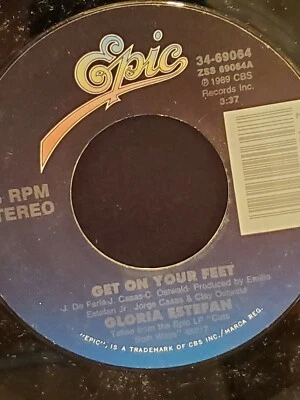 Epic
34-69064
ZSS 69064A
℗ 1989 CBS
Records Inc.
3:37
RPM
STEREO
GET ON YOUR FEET
J. De Faria-J. Casas-C. Ostwald Produced by Emilio
Estefan Jr., Jorge Casas & Clay Ostwald
GLORIA ESTEFAN
Taken from the Epic LP "Cuts
"EPIC", IS A TRADEMARK OF CBS INC./MARCA REG.